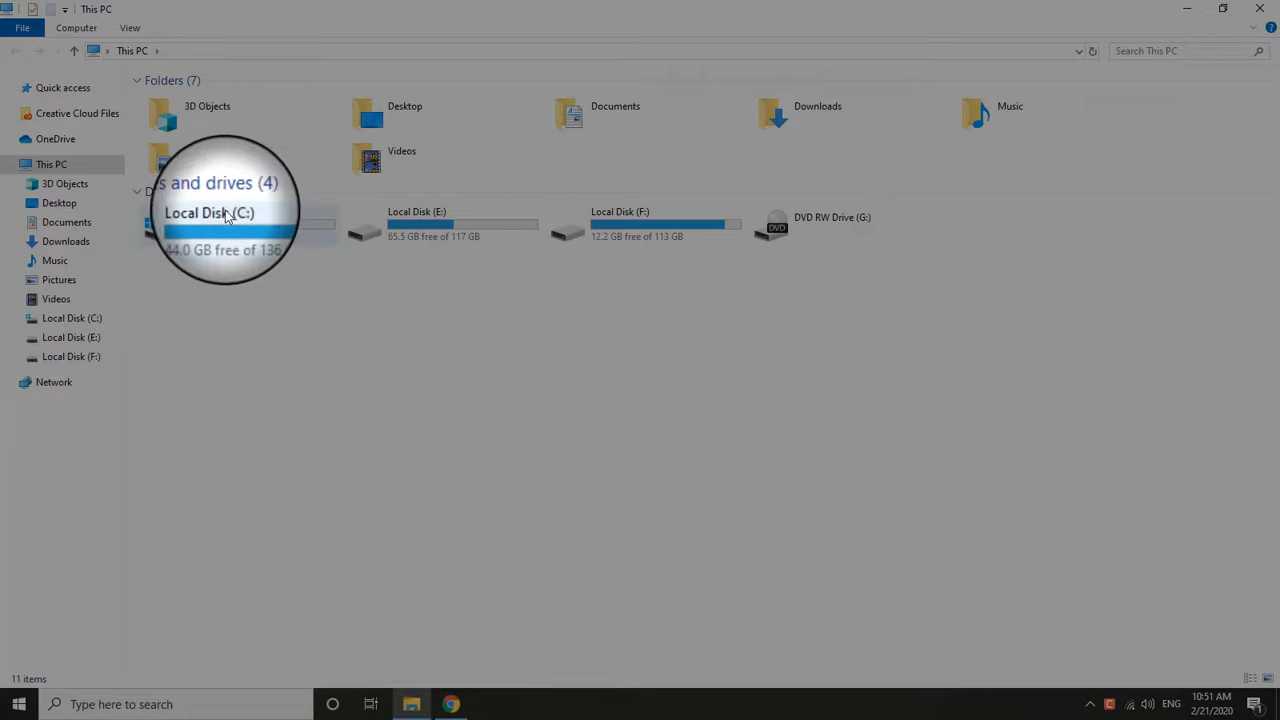 This PC
File
Computer
View
This PC
Search This PC
Quick access
Creative Cloud Files
OneDrive
This PC
3D Objects
Desktop
Documents
Downloads
Music
Pictures
Videos
Local Disk (C:)
Local Disk (E:)
Local Disk (F:)
Network
Folders (7)
3D Objects
Desktop
Documents
Downloads
Music
Videos
s and drives (4)
Local Disk (C:)
44.0 GB free of 136
Local Disk (E:)
65.5 GB free of 117 GB
Local Disk (F:)
12.2 GB free of 113 GB
DVD RW Drive (G:)
DVD
11 items
Type here to search
ENG
10:51 AM
2/21/2020
1